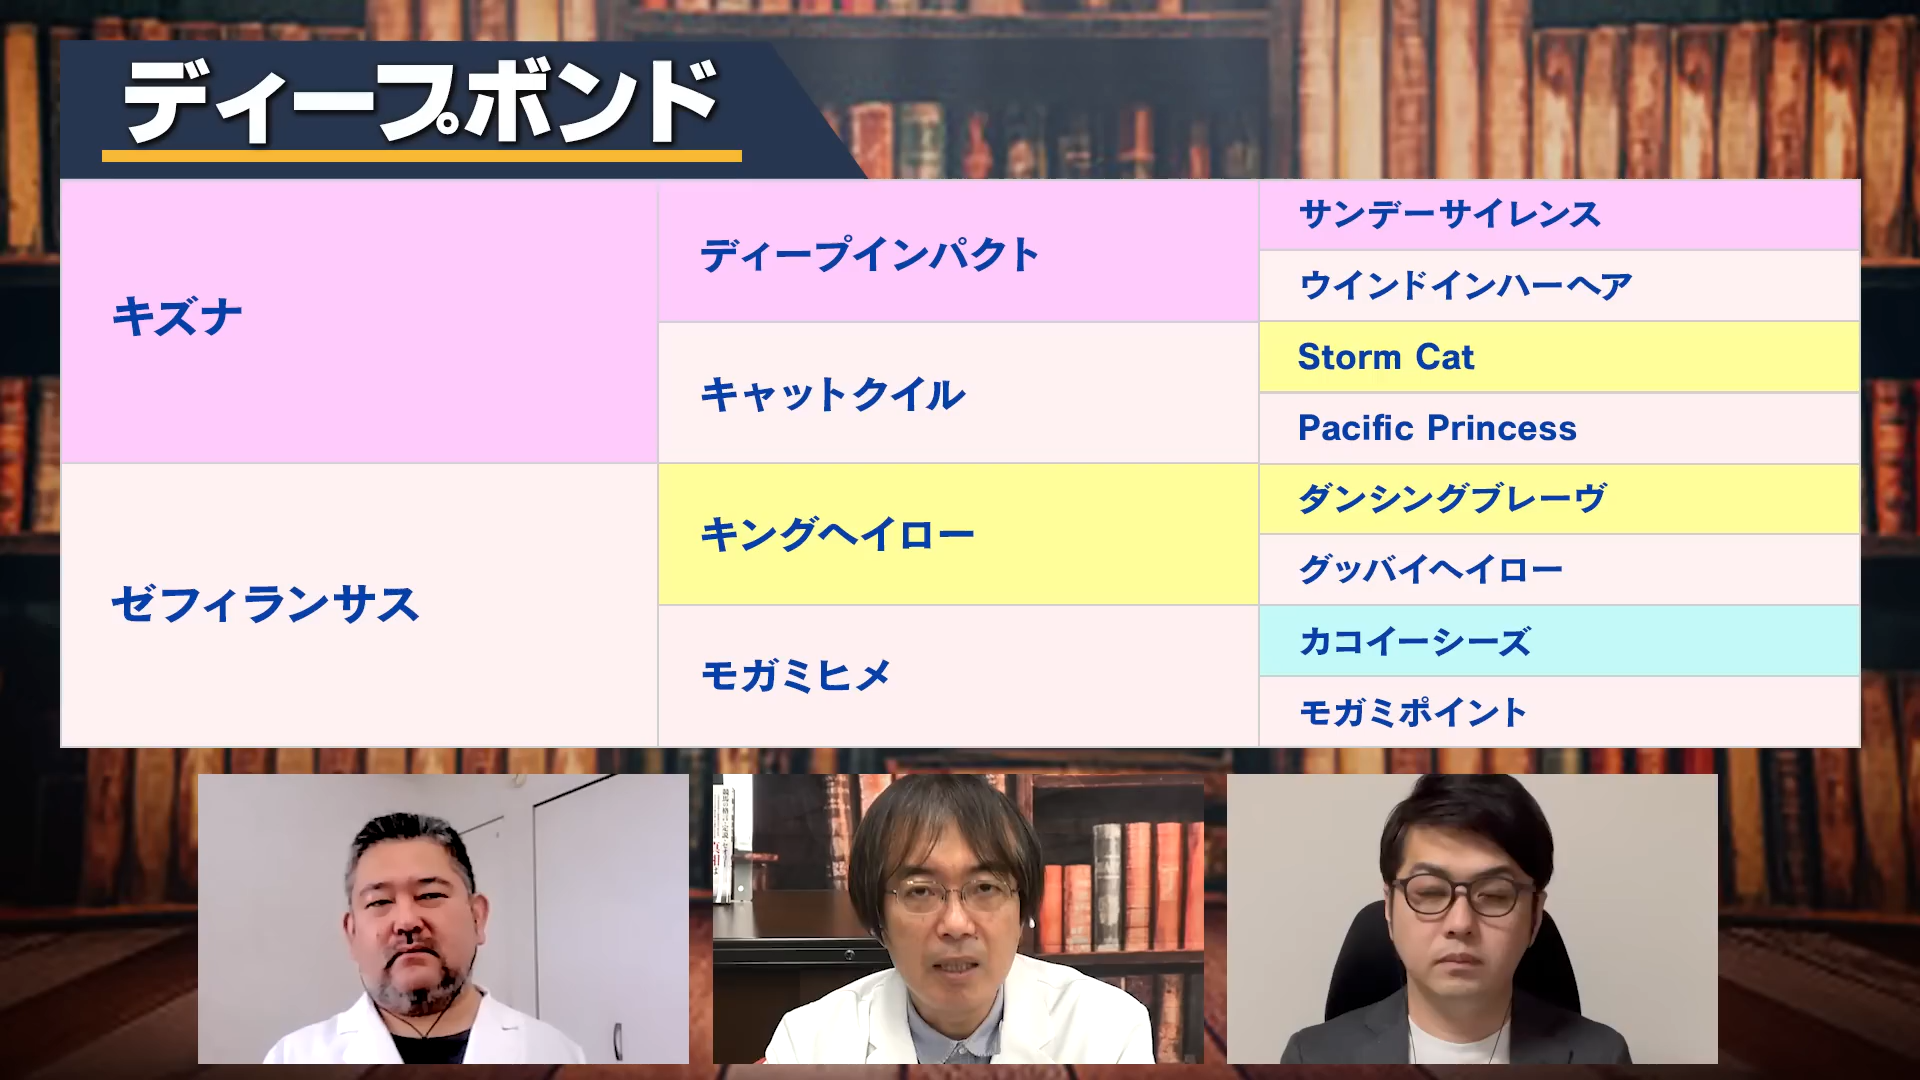 ディープボンド
キズナ
ディープインパクト
サンデーサイレンス
ウインドインハーヘア
キャットクイル
Storm Cat
Pacific Princess
ゼフィランサス
キングヘイロー
ダンシングブレーヴ
グッバイヘイロー
モガミヒメ
カコイーシーズ
モガミポイント